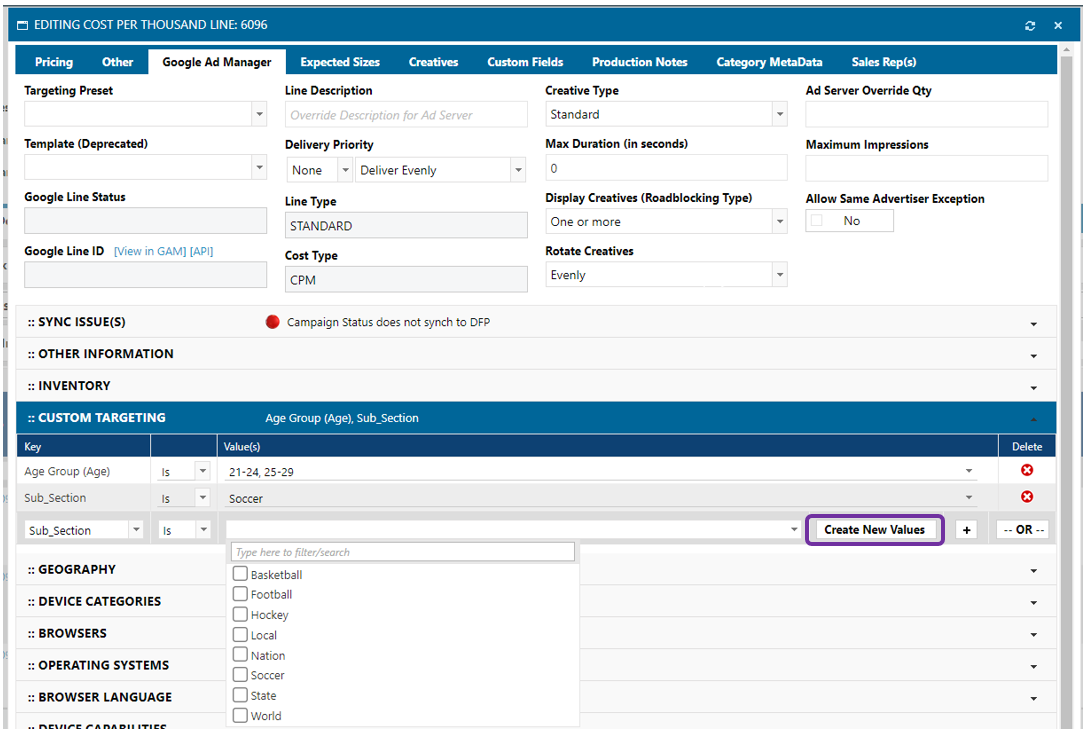 EDITING COST PER THOUSAND LINE: 6096
Pricing Other Google Ad Manager Expected Sizes Creatives Custom Fields Production Notes Category MetaData Sales Rep(s)
Targeting Preset Line Description Creative Type Ad Server Override Qty
Override Description for Ad Server Standard
Template (Deprecated) Delivery Priority Max Duration (in seconds) Maximum Impressions
None Deliver Evenly 0
Google Line Status Line Type Display Creatives (Roadblocking Type) Allow Same Advertiser Exception
STANDARD One or more No
Google Line ID [View in GAM] [API] Cost Type Rotate Creatives
CPM Evenly
:: SYNC ISSUE(S) Campaign Status does not synch to DFP
:: OTHER INFORMATION
:: INVENTORY
:: CUSTOM TARGETING Age Group (Age), Sub_Section
Key Value(s) Delete
Age Group (Age) Is 21-24, 25-29
Sub_Section Is Soccer
Sub_Section Is Create New Values + -- OR --
Type here to filter/search
Basketball
Football
Hockey
Local
Nation
Soccer
State
World
:: GEOGRAPHY
:: DEVICE CATEGORIES
:: BROWSERS
:: OPERATING SYSTEMS
:: BROWSER LANGUAGE
:: DEVICE CAPABILITIES